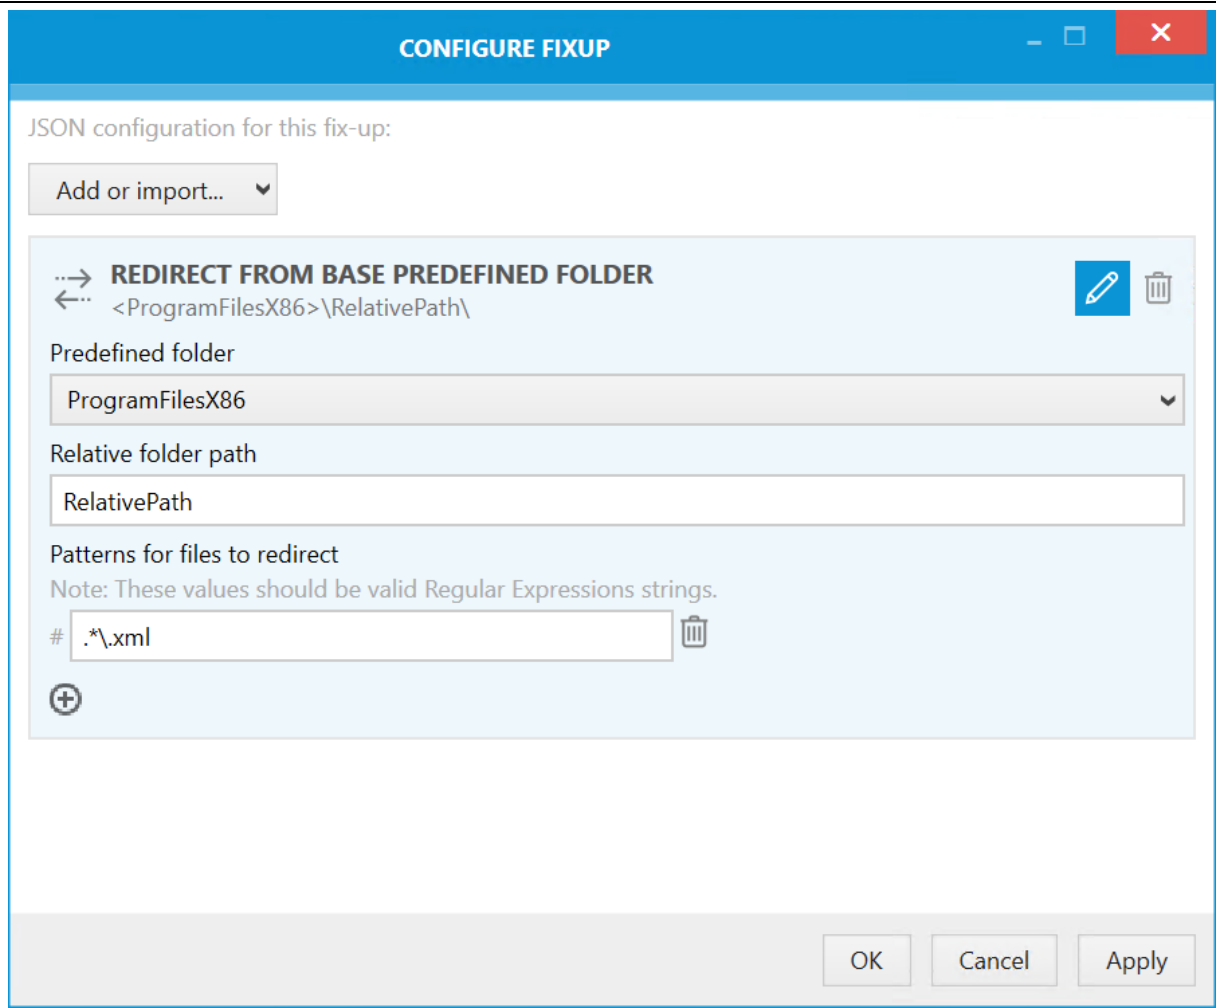 CONFIGURE FIXUP
JSON configuration for this fix-up:
Add or import...
REDIRECT FROM BASE PREDEFINED FOLDER
<ProgramFilesX86>\RelativePath\
Predefined folder
ProgramFilesX86
Relative folder path
RelativePath
Patterns for files to redirect
Note: These values should be valid Regular Expressions strings.
# .*\.xml
OK Cancel Apply